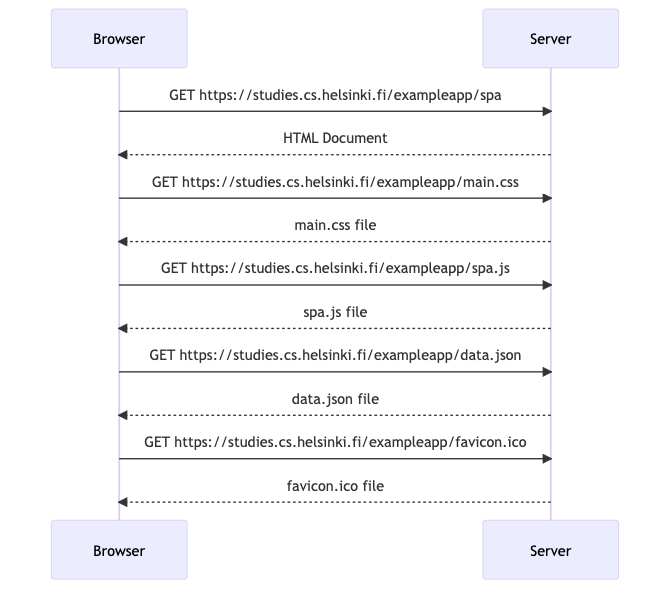 Browser
Server
GET https://studies.cs.helsinki.fi/exampleapp/spa
HTML Document
GET https://studies.cs.helsinki.fi/exampleapp/main.css
main.css file
GET https://studies.cs.helsinki.fi/exampleapp/spa.js
spa.js file
GET https://studies.cs.helsinki.fi/exampleapp/data.json
data.json file
GET https://studies.cs.helsinki.fi/exampleapp/favicon.ico
favicon.ico file
Browser
Server